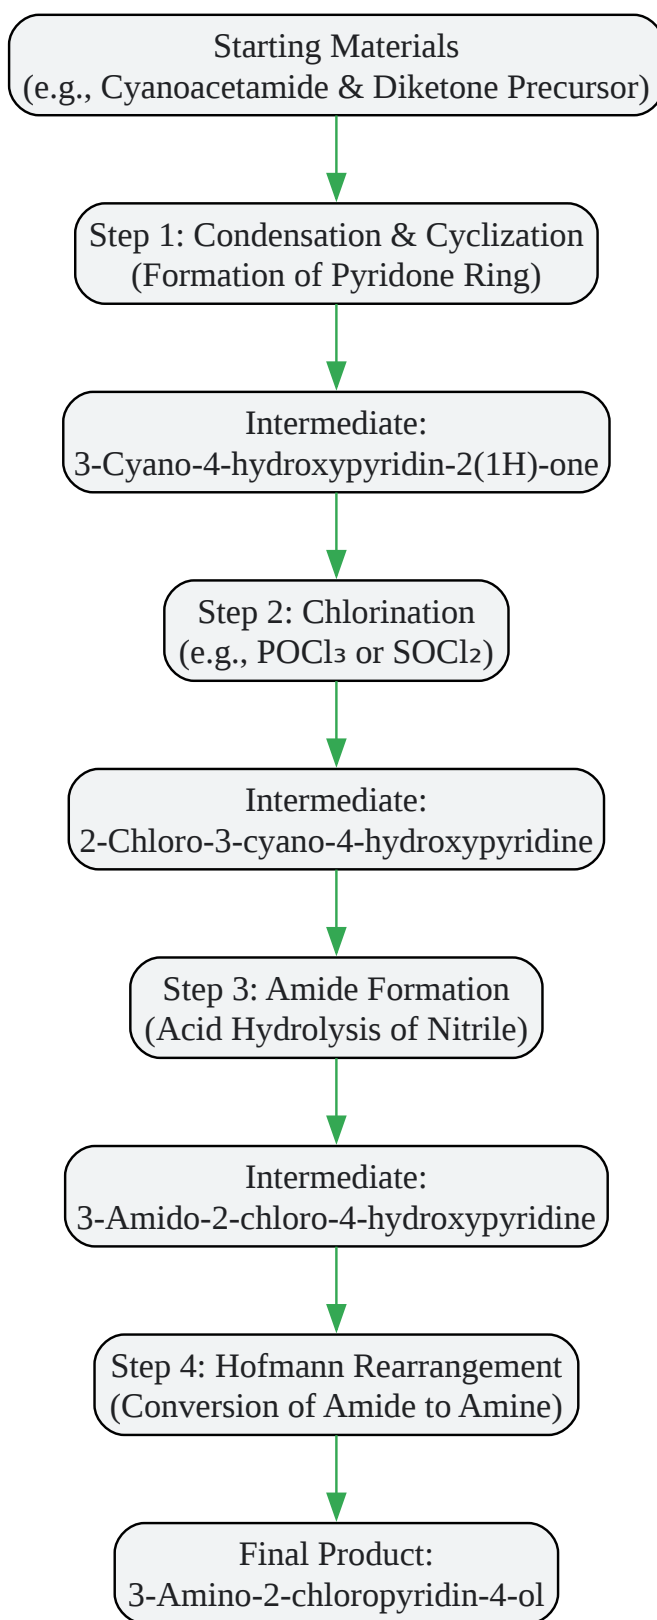 Starting Materials
(e.g., Cyanoacetamide & Diketone Precursor)
Step 1: Condensation & Cyclization
(Formation of Pyridone Ring)
Intermediate:
3-Cyano-4-hydroxypyridin-2(1H)-one
Step 2: Chlorination
(e.g., POCl₃ or SOCl₂)
Intermediate:
2-Chloro-3-cyano-4-hydroxypyridine
Step 3: Amide Formation
(Acid Hydrolysis of Nitrile)
Intermediate:
3-Amido-2-chloro-4-hydroxypyridine
Step 4: Hofmann Rearrangement
(Conversion of Amide to Amine)
Final Product:
3-Amino-2-chloropyridin-4-ol